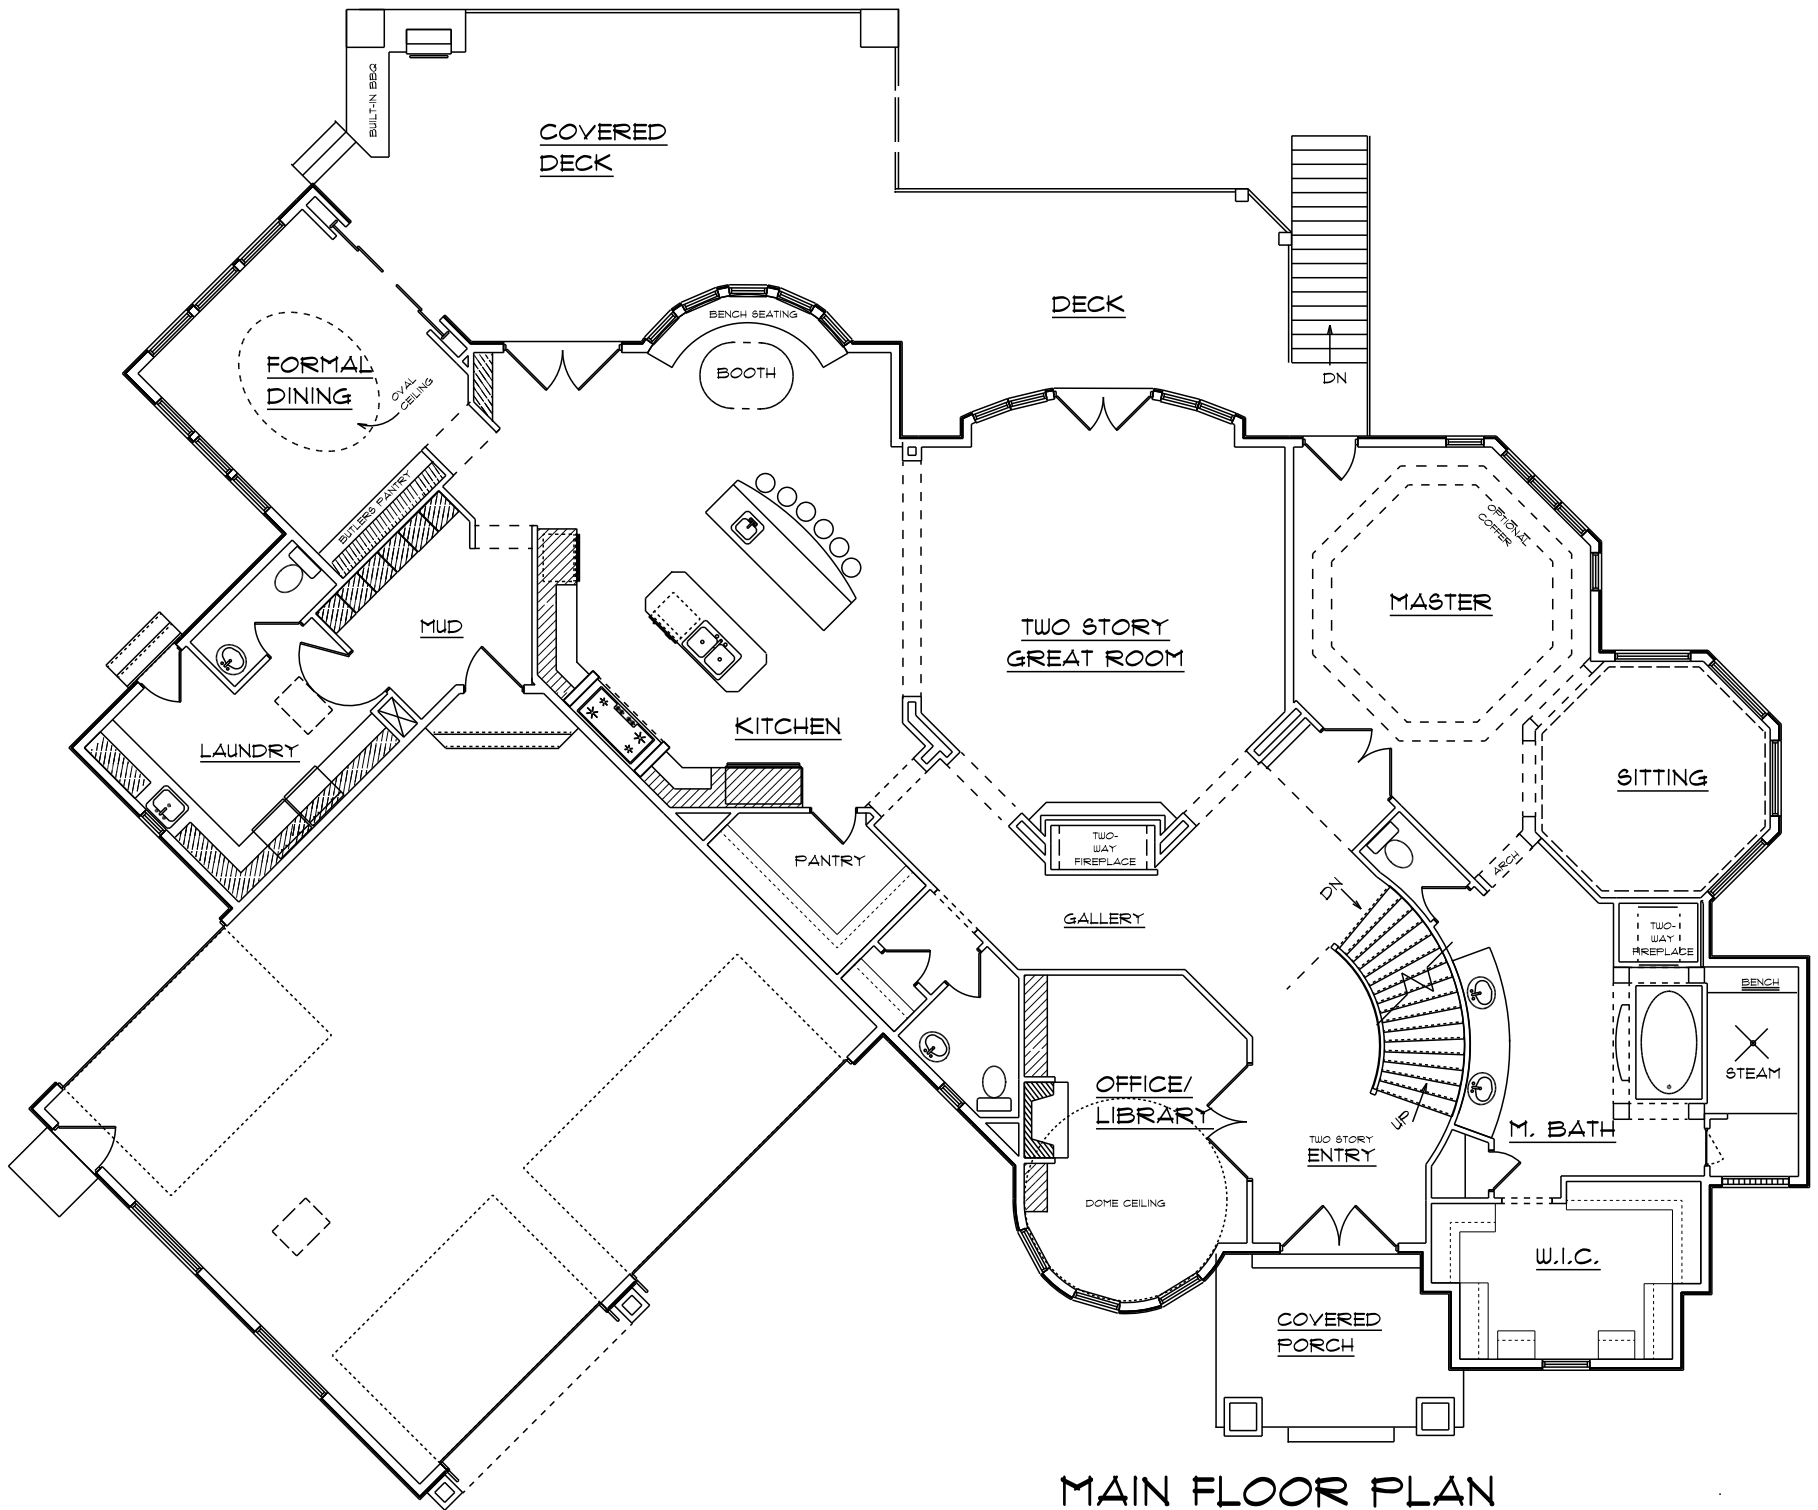 BUILT-IN BBQ
COVERED
DECK
DECK
DN
BENCH SEATING
BOOTH
FORMAL
DINING
OVAL
CEILING
BUTLERS PANTRY
OPTIONAL
COFFER
MASTER
TWO STORY
GREAT ROOM
MUD
KITCHEN
LAUNDRY
SITTING
TWO-
WAY
FIREPLACE
PANTRY
ARCH
DN
GALLERY
TWO-
WAY
FIREPLACE
BENCH
STEAM
OFFICE/
LIBRARY
UP
M. BATH
TWO STORY
ENTRY
DOME CEILING
W.I.C.
COVERED
PORCH
MAIN FLOOR PLAN